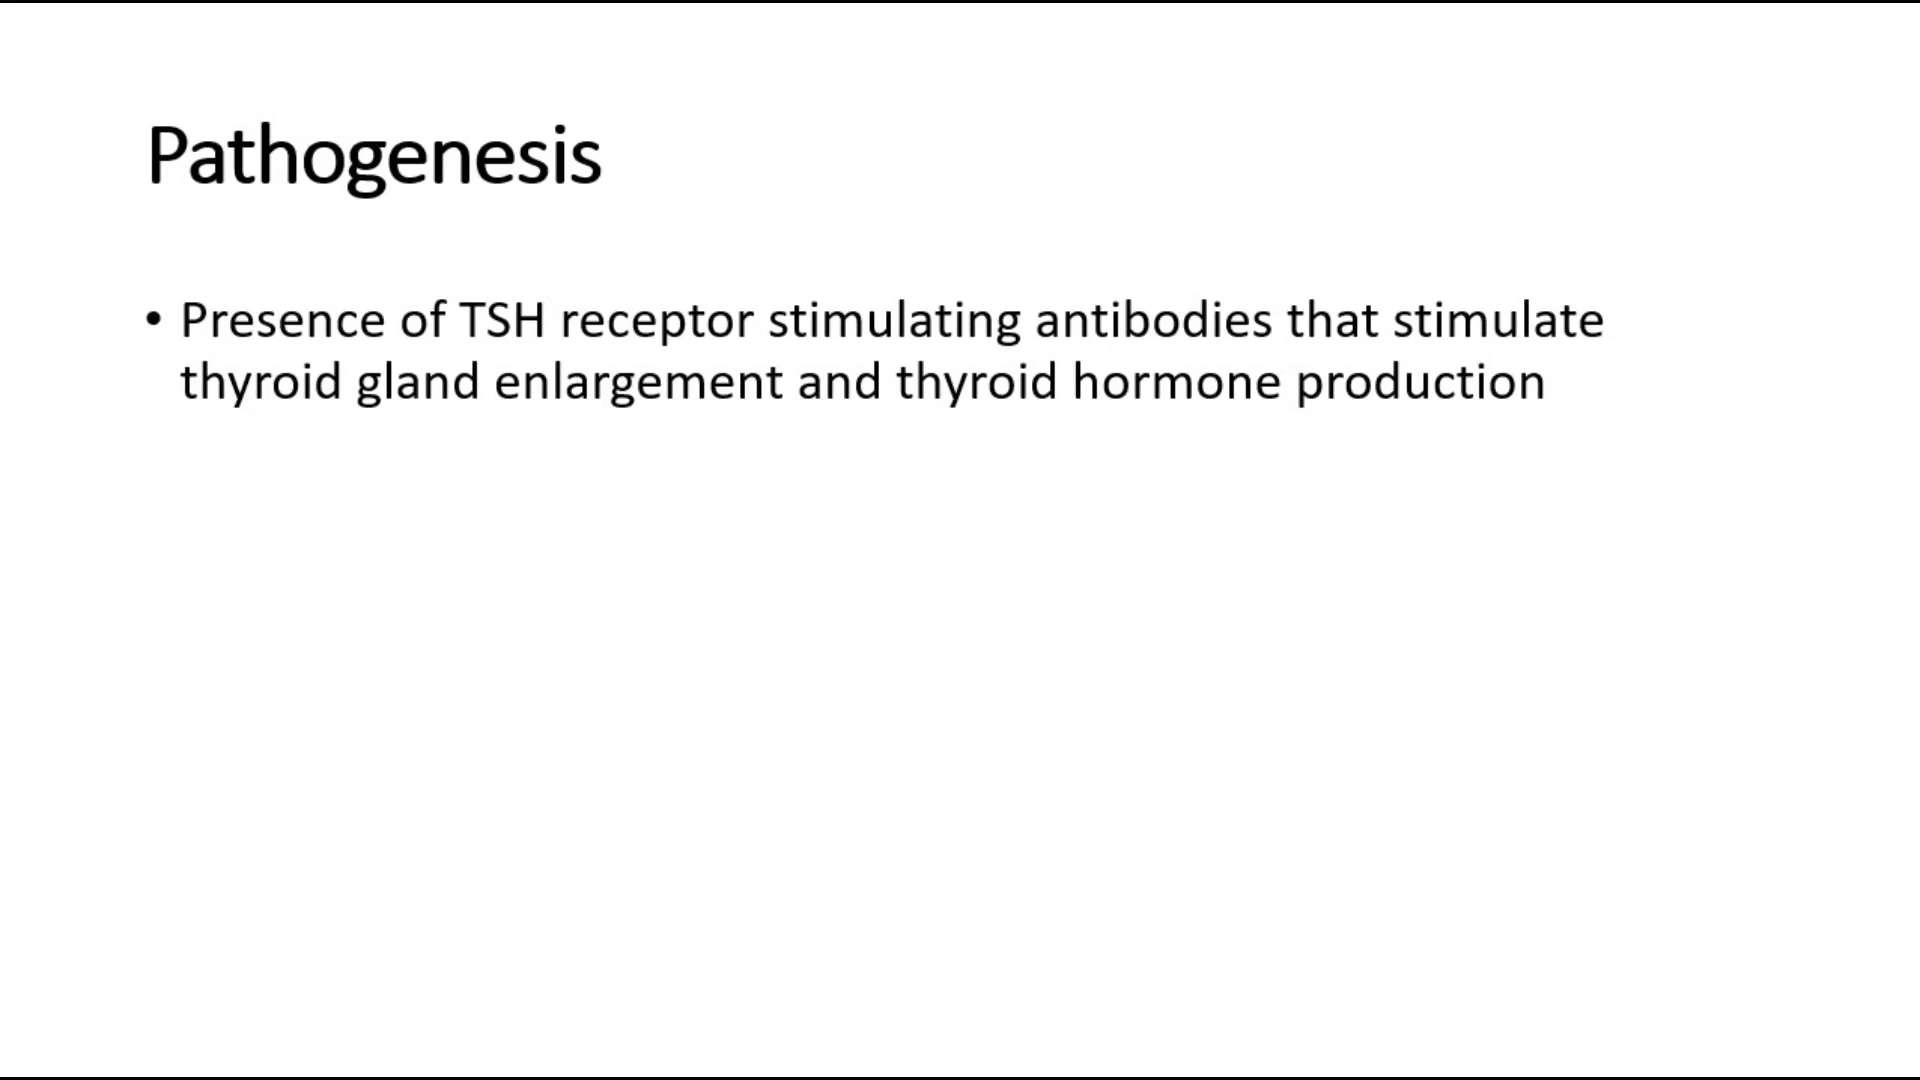 Pathogenesis
• Presence of TSH receptor stimulating antibodies that stimulate
thyroid gland enlargement and thyroid hormone production